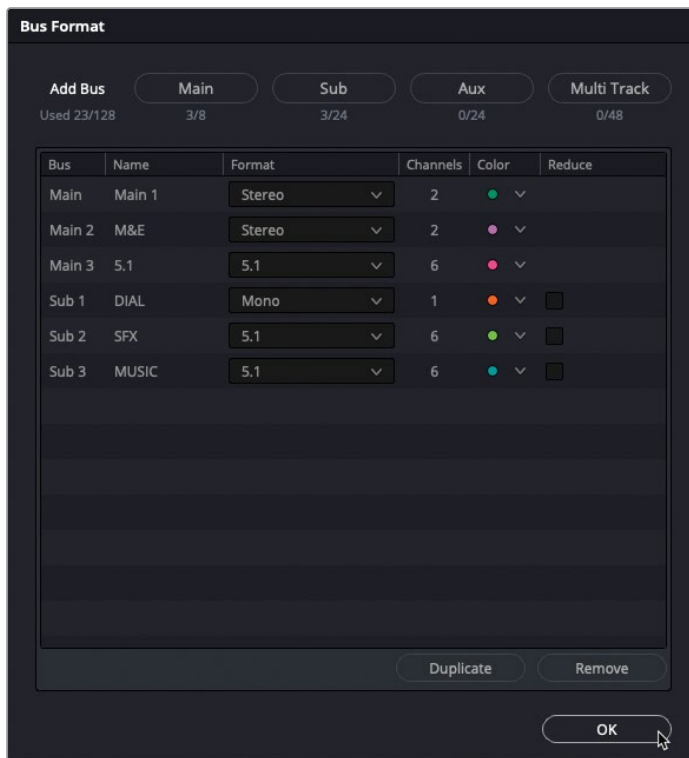 Bus Format
Add Bus Main Sub Aux Multi Track
Used 23/128 3/8 3/24 0/24 0/48
Bus Name Format Channels Color Reduce
Main Main 1 Stereo 2
Main 2 M&E Stereo 2
Main 3 5.1 5.1 6
Sub 1 DIAL Mono 1
Sub 2 SFX 5.1 6
Sub 3 MUSIC 5.1 6
Duplicate Remove
OK